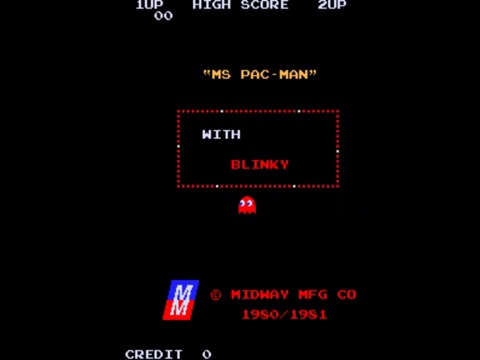 1UP   HIGH SCORE   2UP
00
"MS PAC-MAN"
WITH
BLINKY
MM
© MIDWAY MFG CO
1980/1981
CREDIT  0